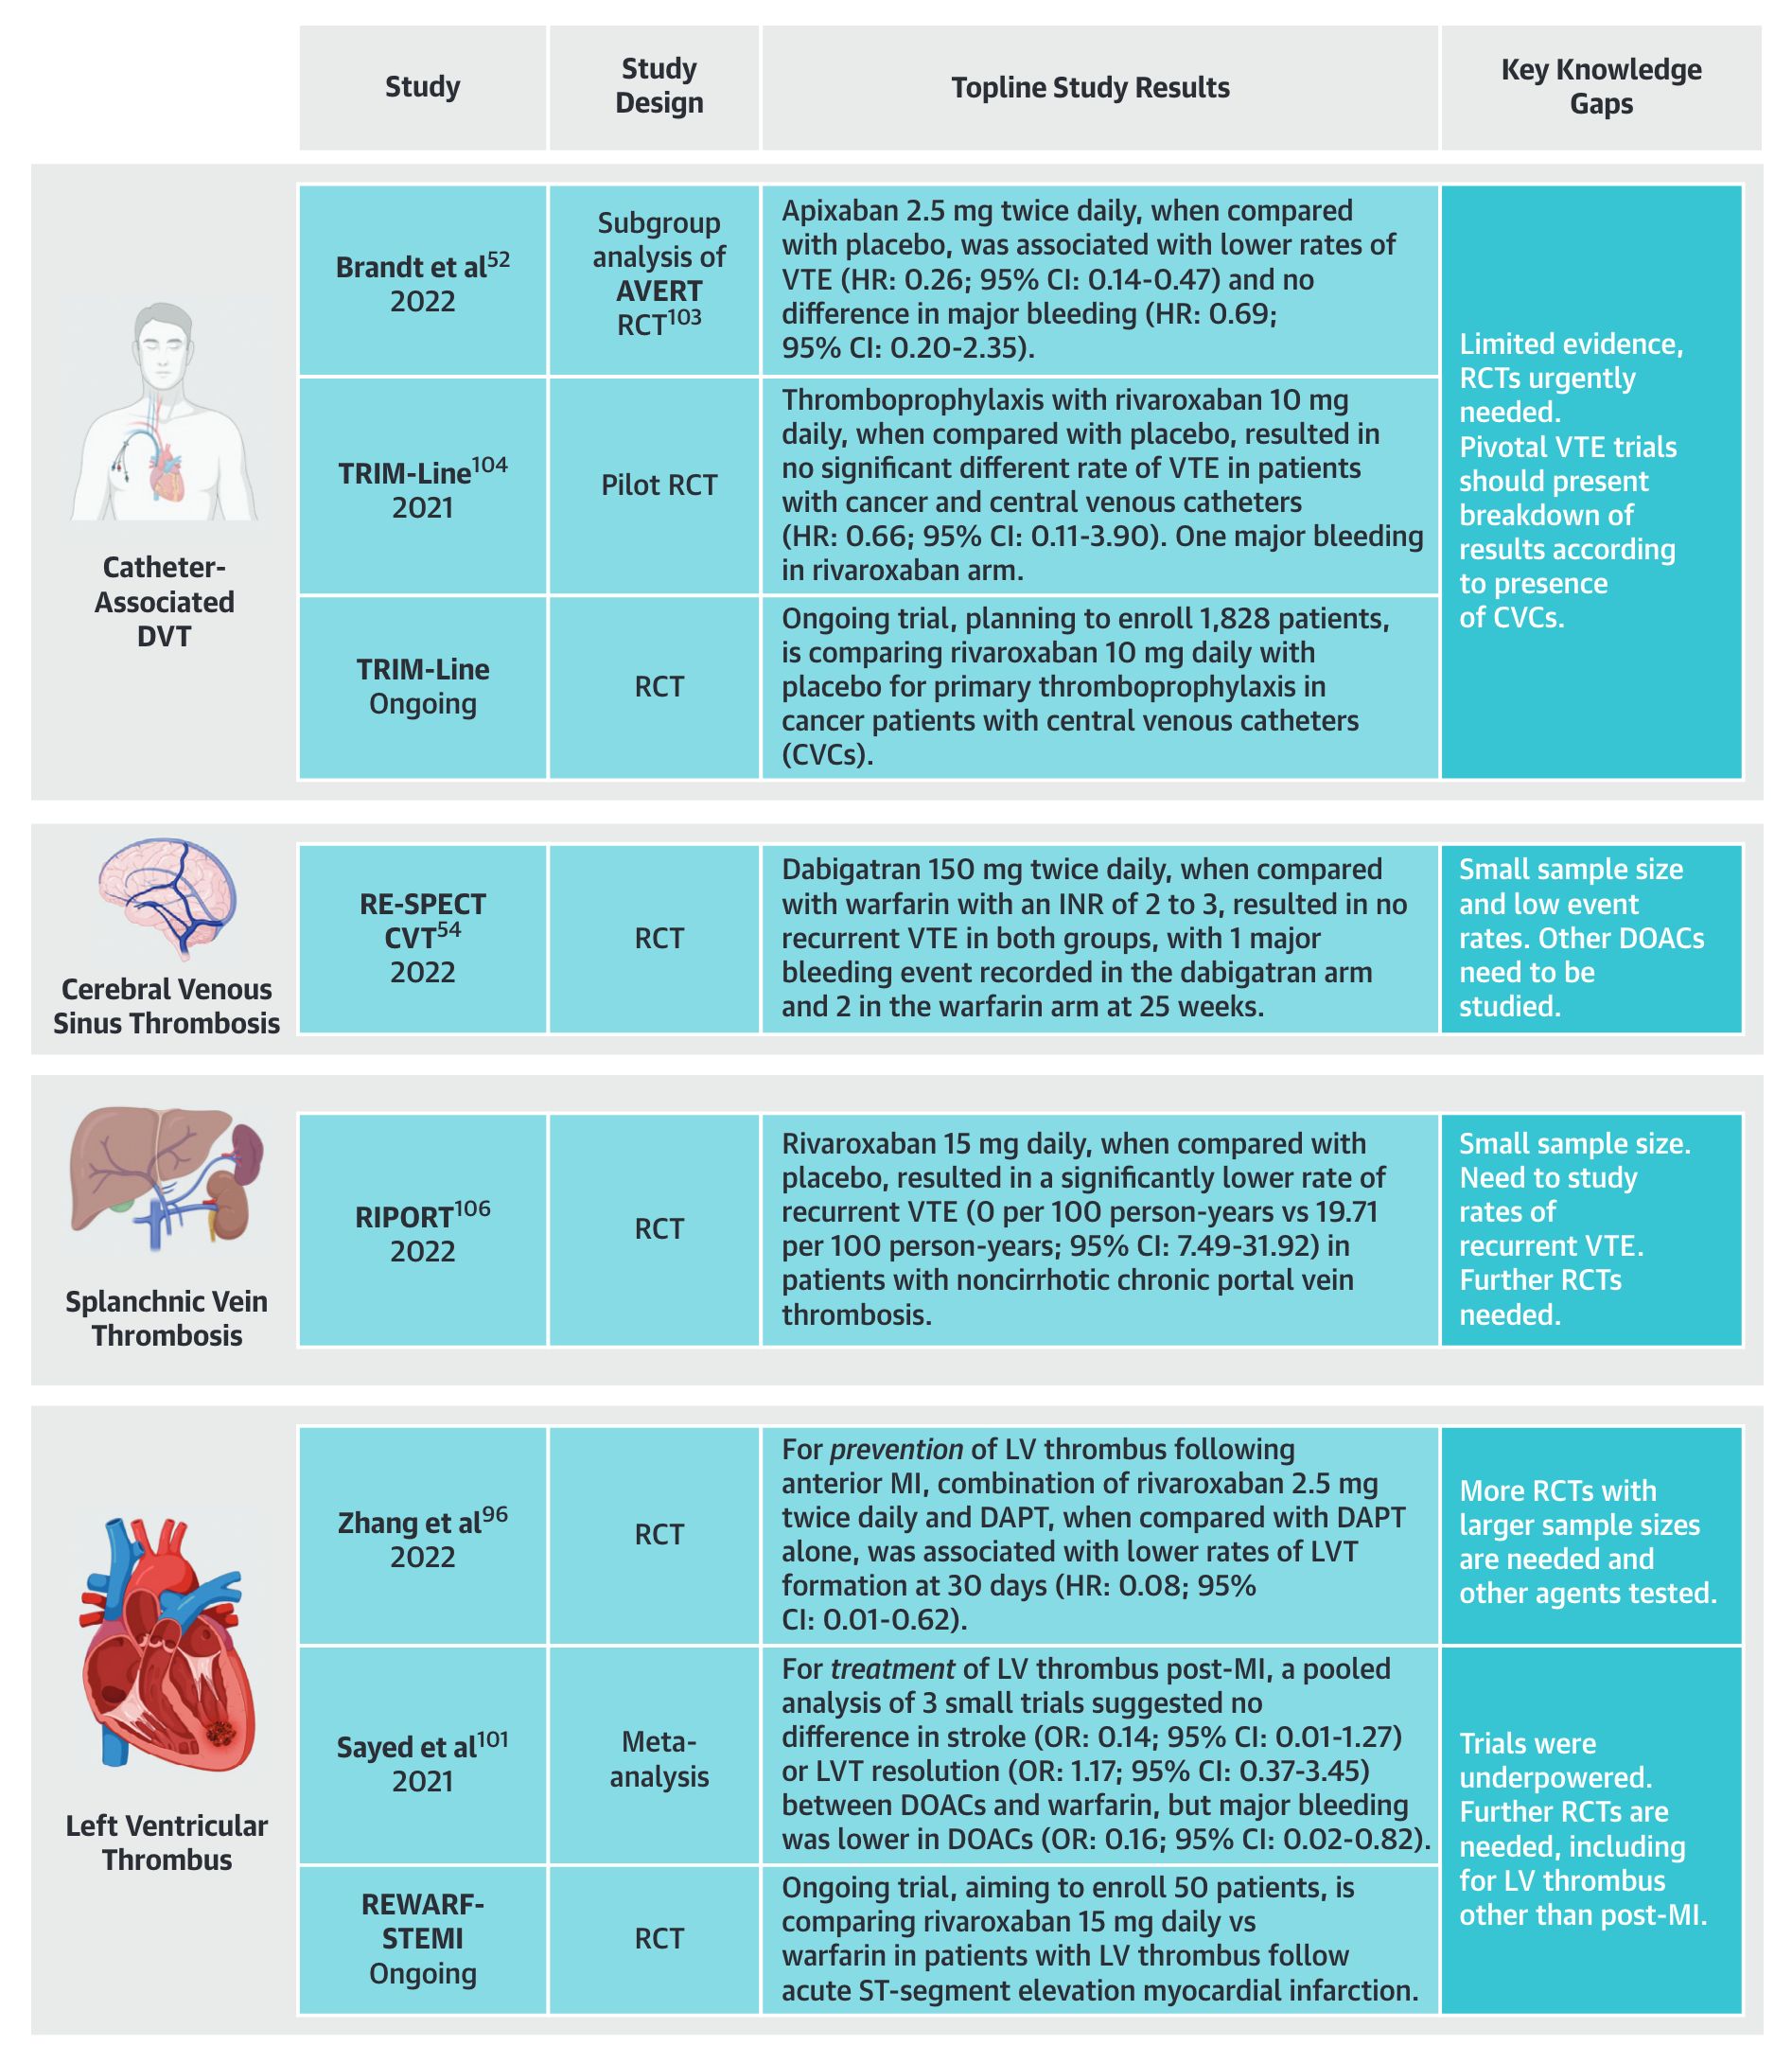 Study
Study
Design
Topline Study Results
Key Knowledge
Gaps
Catheter-
Associated
DVT
Brandt et al52
2022
Subgroup
analysis of
AVERT
RCT103
Apixaban 2.5 mg twice daily, when compared
with placebo, was associated with lower rates of
VTE (HR: 0.26; 95% CI: 0.14-0.47) and no
difference in major bleeding (HR: 0.69;
95% CI: 0.20-2.35).
TRIM-Line104
2021
Pilot RCT
Thromboprophylaxis with rivaroxaban 10 mg
daily, when compared with placebo, resulted in
no significant different rate of VTE in patients
with cancer and central venous catheters
(HR: 0.66; 95% CI: 0.11-3.90). One major bleeding
in rivaroxaban arm.
TRIM-Line
Ongoing
RCT
Ongoing trial, planning to enroll 1,828 patients,
is comparing rivaroxaban 10 mg daily with
placebo for primary thromboprophylaxis in
cancer patients with central venous catheters
(CVCs).
Limited evidence,
RCTs urgently
needed.
Pivotal VTE trials
should present
breakdown of
results according
to presence
of CVCs.
Cerebral Venous
Sinus Thrombosis
RE-SPECT
CVT54
2022
RCT
Dabigatran 150 mg twice daily, when compared
with warfarin with an INR of 2 to 3, resulted in no
recurrent VTE in both groups, with 1 major
bleeding event recorded in the dabigatran arm
and 2 in the warfarin arm at 25 weeks.
Small sample size
and low event
rates. Other DOACs
need to be
studied.
Splanchnic Vein
Thrombosis
RIPORT106
2022
RCT
Rivaroxaban 15 mg daily, when compared with
placebo, resulted in a significantly lower rate of
recurrent VTE (0 per 100 person-years vs 19.71
per 100 person-years; 95% CI: 7.49-31.92) in
patients with noncirrhotic chronic portal vein
thrombosis.
Small sample size.
Need to study
rates of
recurrent VTE.
Further RCTs
needed.
Left Ventricular
Thrombus
Zhang et al96
2022
RCT
For prevention of LV thrombus following
anterior MI, combination of rivaroxaban 2.5 mg
twice daily and DAPT, when compared with DAPT
alone, was associated with lower rates of LVT
formation at 30 days (HR: 0.08; 95%
CI: 0.01-0.62).
More RCTs with
larger sample sizes
are needed and
other agents tested.
Sayed et al101
2021
Meta-
analysis
For treatment of LV thrombus post-MI, a pooled
analysis of 3 small trials suggested no
difference in stroke (OR: 0.14; 95% CI: 0.01-1.27)
or LVT resolution (OR: 1.17; 95% CI: 0.37-3.45)
between DOACs and warfarin, but major bleeding
was lower in DOACs (OR: 0.16; 95% CI: 0.02-0.82).
REWARF-
STEMI
Ongoing
RCT
Ongoing trial, aiming to enroll 50 patients, is
comparing rivaroxaban 15 mg daily vs
warfarin in patients with LV thrombus follow
acute ST-segment elevation myocardial infarction.
Trials were
underpowered.
Further RCTs are
needed, including
for LV thrombus
other than post-MI.